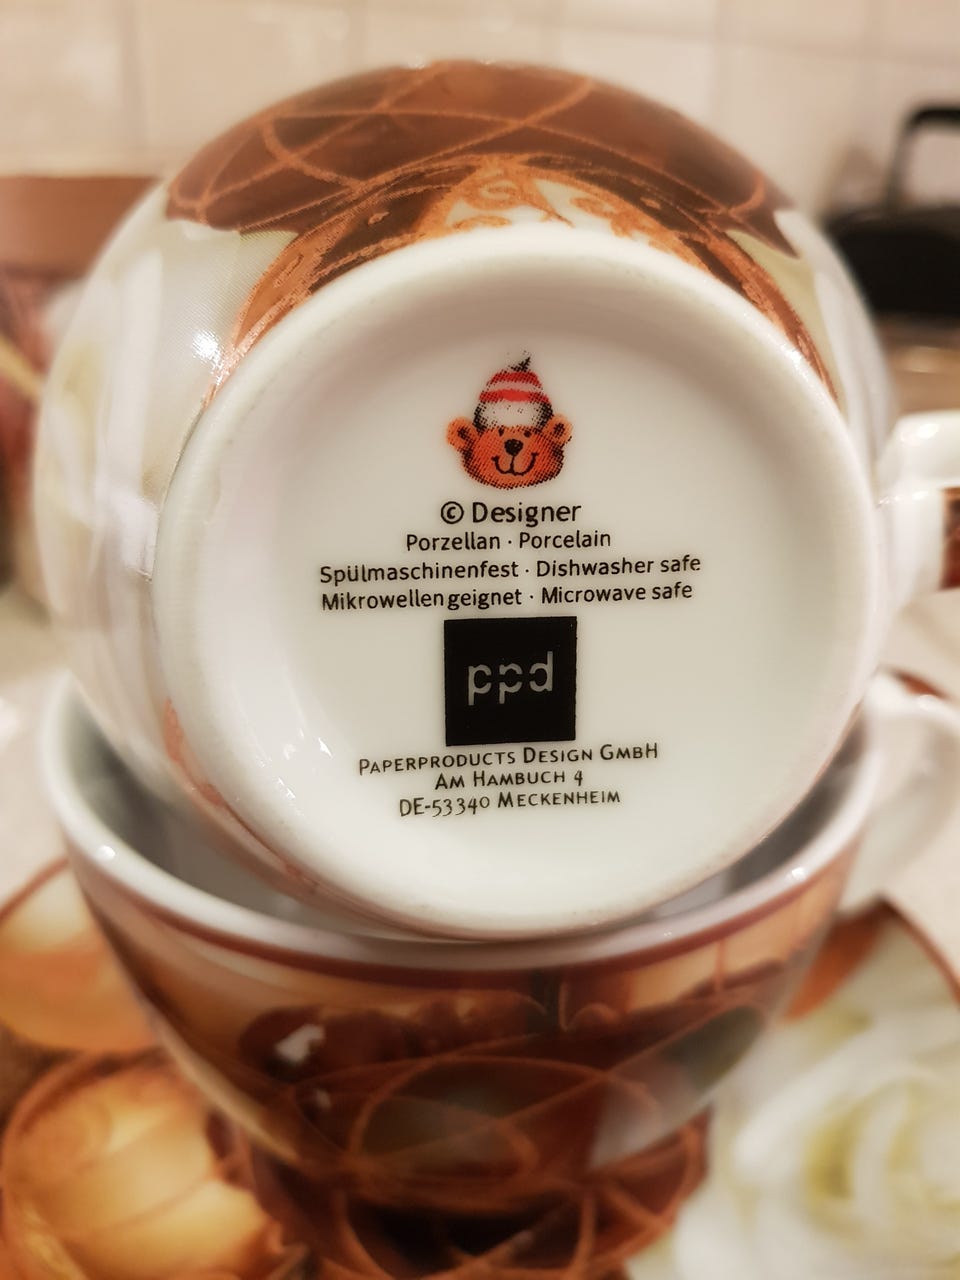 © Designer
Porzellan · Porcelain
Spülmaschinenfest · Dishwasher safe
Mikrowellengeignet · Microwave safe
ppd
PAPERPRODUCTS DESIGN GMBH
AM HAMBUCH 4
DE-53340 MECKENHEIM